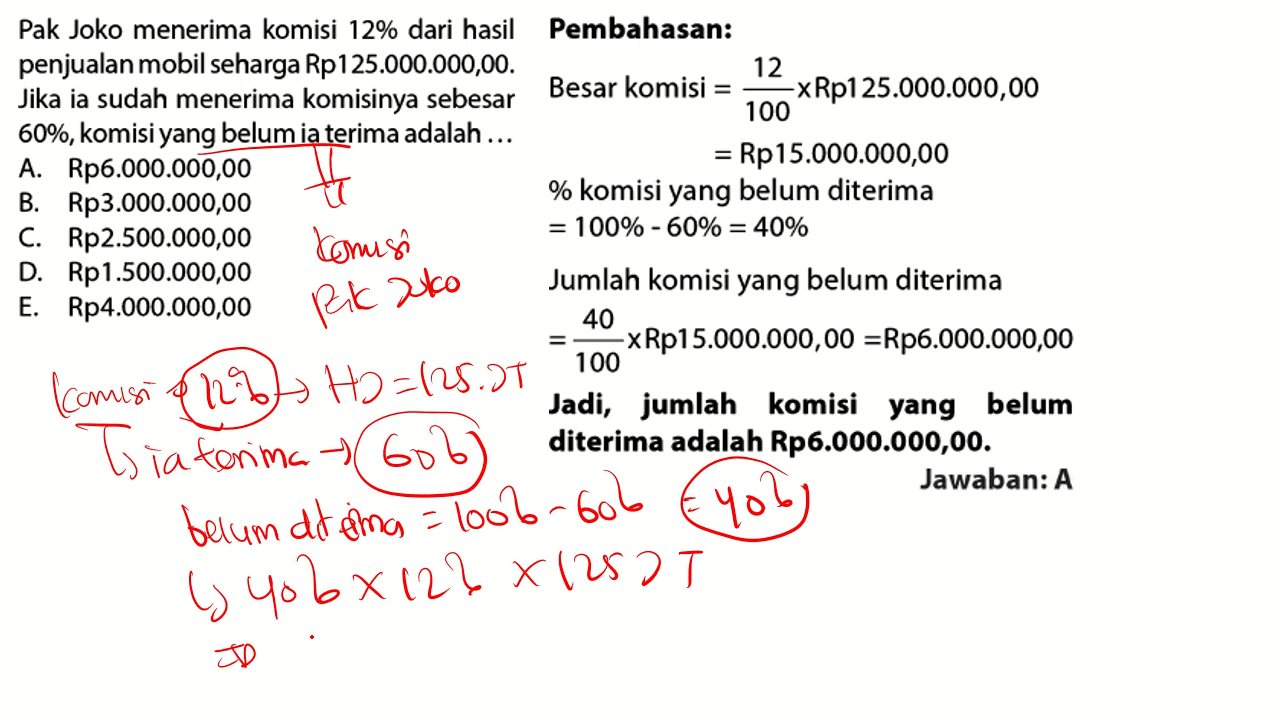 Pak Joko menerima komisi 12% dari hasil
penjualan mobil seharga Rp125.000.000,00.
Jika ia sudah menerima komisinya sebesar
60%, komisi yang belum ia terima adalah ...
A. Rp6.000.000,00
B. Rp3.000.000,00
C. Rp2.500.000,00
D. Rp1.500.000,00
E. Rp4.000.000,00
komisi
Pak Joko
komisi → 12% → HJ = 125.JT
↳ ia terima → 60%
belum diterima = 100% - 60% = 40%
↳ 40% x 12% x 125 JT
Pembahasan:
Besar komisi = 12/100 x Rp125.000.000,00
= Rp15.000.000,00
% komisi yang belum diterima
= 100% - 60% = 40%
Jumlah komisi yang belum diterima
= 40/100 x Rp15.000.000,00 = Rp6.000.000,00
Jadi, jumlah komisi yang belum
diterima adalah Rp6.000.000,00.
Jawaban: A